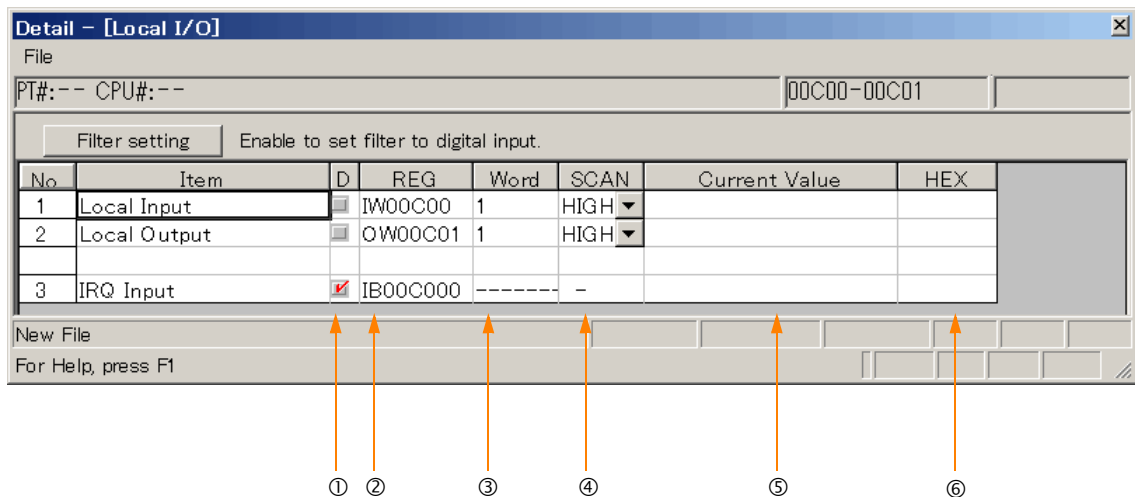 Detail - [Local I/O]
File
PT#:-- CPU#:-- 00C00-00C01
Filter setting Enable to set filter to digital input.
No Item D REG Word SCAN Current Value HEX
1 Local Input IW00C00 1 HIGH
2 Local Output OW00C01 1 HIGH
3 IRQ Input IB00C000 ------- -
New File
For Help, press F1
① ② ③ ④ ⑤ ⑥